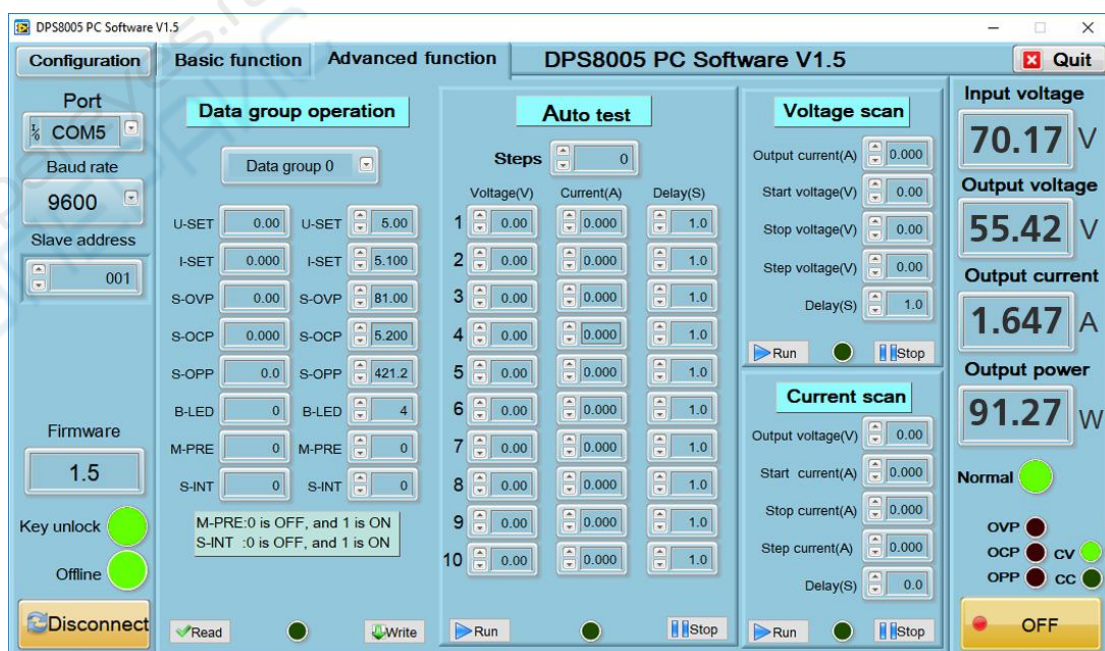 DPS8005 PC Software V1.5
Configuration
Basic function
Advanced function
DPS8005 PC Software V1.5
Quit
Port
COM5
Baud rate
9600
Slave address
001
Firmware
1.5
Key unlock
Offline
Disconnect
Data group operation
Data group 0
U-SET 0.00 U-SET 5.00
I-SET 0.000 I-SET 5.100
S-OVP 0.00 S-OVP 81.00
S-OCP 0.000 S-OCP 5.200
S-OPP 0.0 S-OPP 421.2
B-LED 0 B-LED 4
M-PRE 0 M-PRE 0
S-INT 0 S-INT 0
M-PRE:0 is OFF, and 1 is ON
S-INT :0 is OFF, and 1 is ON
Read Write
Auto test
Steps 0
Voltage(V) Current(A) Delay(S)
1 0.00 0.000 1.0
2 0.00 0.000 1.0
3 0.00 0.000 1.0
4 0.00 0.000 1.0
5 0.00 0.000 1.0
6 0.00 0.000 1.0
7 0.00 0.000 1.0
8 0.00 0.000 1.0
9 0.00 0.000 1.0
10 0.00 0.000 1.0
Run Stop
Voltage scan
Output current(A) 0.000
Start voltage(V) 0.00
Stop voltage(V) 0.00
Step voltage(V) 0.00
Delay(S) 1.0
Run Stop
Current scan
Output voltage(V) 0.00
Start current(A) 0.000
Stop current(A) 0.000
Step current(A) 0.000
Delay(S) 0.0
Run Stop
Input voltage
70.17 V
Output voltage
55.42 V
Output current
1.647 A
Output power
91.27 W
Normal
OVP
OCP CV
OPP CC
OFF